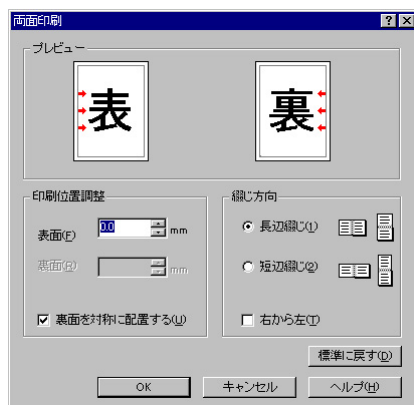 両面印刷
プレビュー
表
裏
印刷位置調整
表面(F) 0.0 mm
裏面(R) mm
裏面を対称に配置する(U)
綴じ方向
長辺綴じ(1)
短辺綴じ(2)
右から左(T)
標準に戻す(D)
OK キャンセル ヘルプ(H)